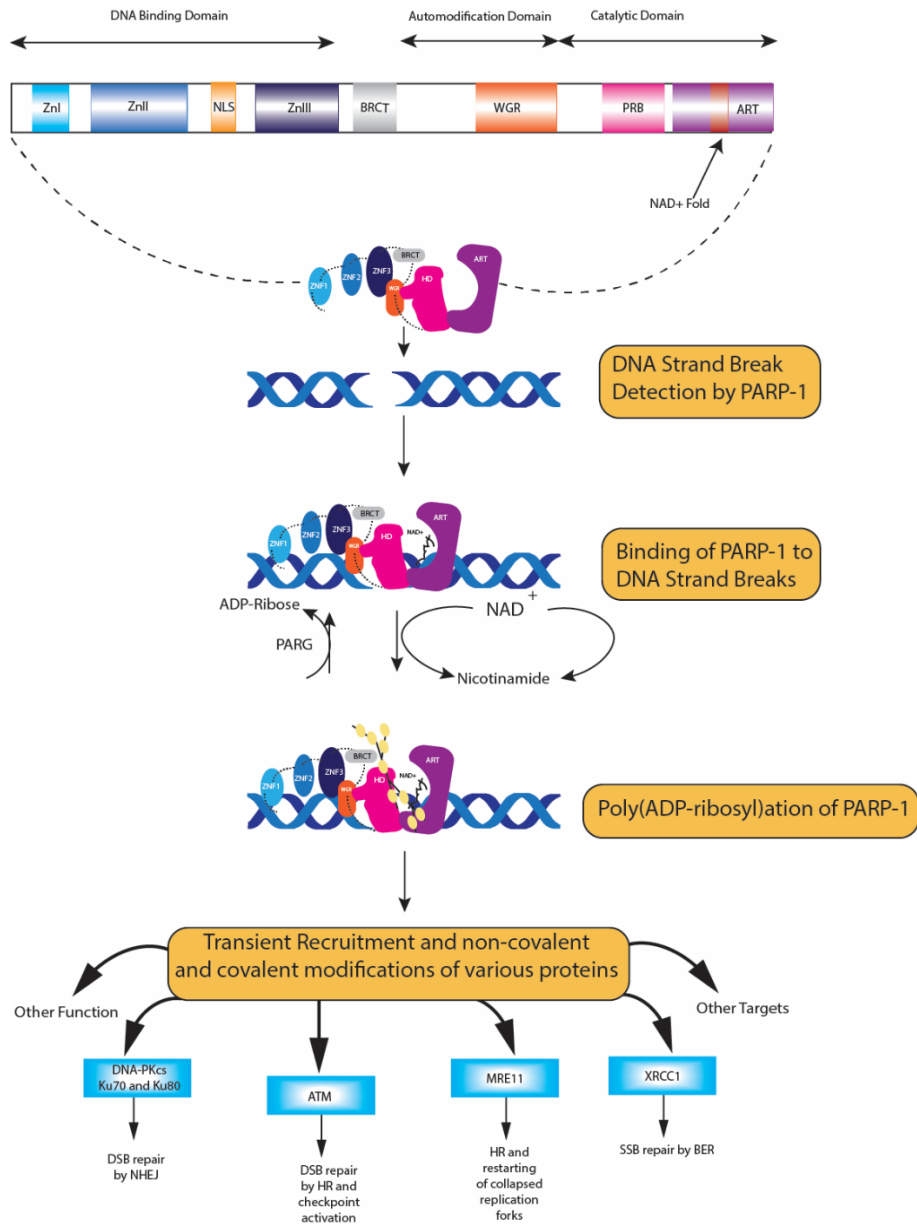 DNA Binding Domain
Automodification Domain
Catalytic Domain
ZnI
ZnII
NLS
ZnIII
BRCT
WGR
PRB
ART
NAD+ Fold
ZNF1
ZNF2
ZNF3
BRCT
WGR
HD
ART
DNA Strand Break
Detection by PARP-1
ZNF1
ZNF2
ZNF3
BRCT
WGR
HD
NAD+
ART
Binding of PARP-1 to
DNA Strand Breaks
ADP-Ribose
PARG
NAD+
Nicotinamide
ZNF1
ZNF2
ZNF3
BRCT
WGR
HD
NAD+
ART
Poly(ADP-ribosyl)ation of PARP-1
Transient Recruitment and non-covalent
and covalent modifications of various proteins
Other Function
Other Targets
DNA-PKcs
Ku70 and Ku80
ATM
MRE11
XRCC1
DSB repair
by NHEJ
DSB repair
by HR and
checkpoint
activation
HR and
restarting
of collapsed
replication
forks
SSB repair by BER